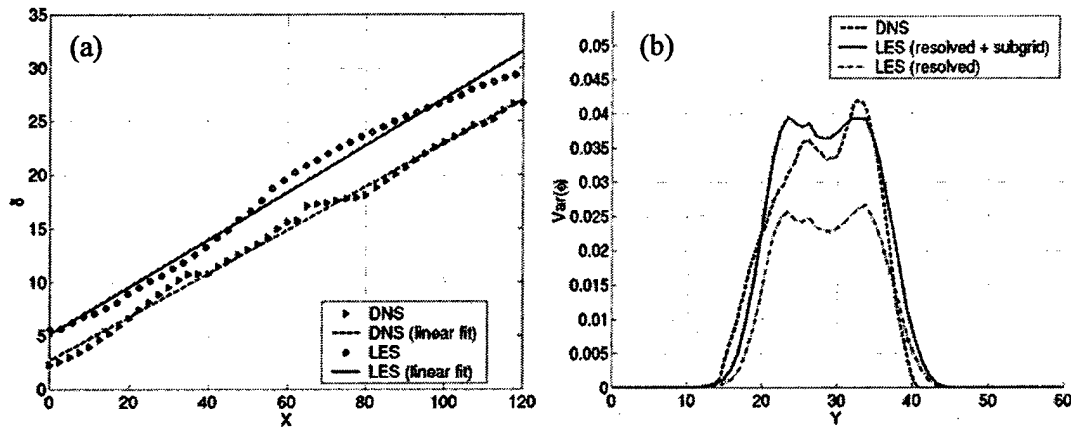 (a)
35
30
25
20
15
10
5
0
δ
0 20 40 60 80 100 120
X
DNS
DNS (linear fit)
LES
LES (linear fit)
(b)
0.05
0.045
0.04
0.035
0.03
0.025
0.02
0.015
0.01
0.005
0
Var(ϕ)
0 10 20 30 40 50 60
Y
DNS
LES (resolved + subgrid)
LES (resolved)